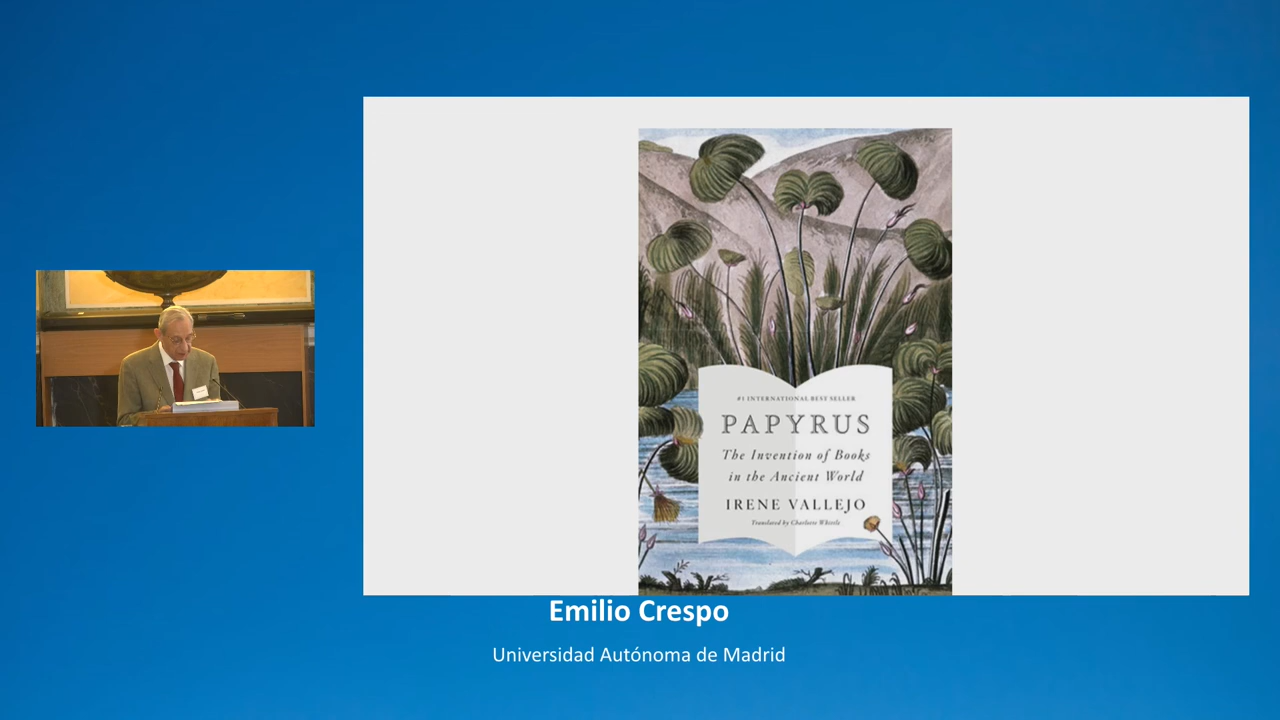 #1 INTERNATIONAL BEST SELLER
PAPYRUS
The Invention of Books
in the Ancient World
IRENE VALLEJO
Translated by Charlotte Whittle
Emilio Crespo
Universidad Autónoma de Madrid